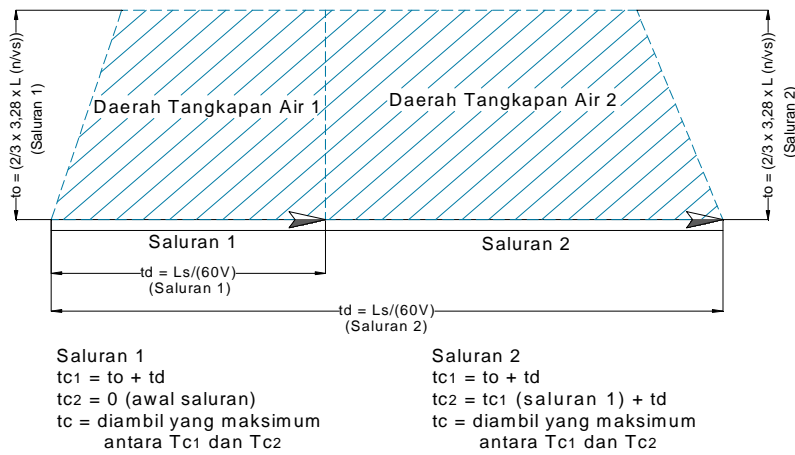 to = (2/3 x 3,28 x L (n/vs))
(Saluran 1)
Daerah Tangkapan Air 1
Daerah Tangkapan Air 2
to = (2/3 x 3,28 x L (n/vs))
(Saluran 2)
Saluran 1
Saluran 2
td = Ls/(60V)
(Saluran 1)
td = Ls/(60V)
(Saluran 2)
Saluran 1
tc1 = to + td
tc2 = 0 (awal saluran)
tc = diambil yang maksimum
antara Tc1 dan Tc2
Saluran 2
tc1 = to + td
tc2 = tc1 (saluran 1) + td
tc = diambil yang maksimum
antara Tc1 dan Tc2